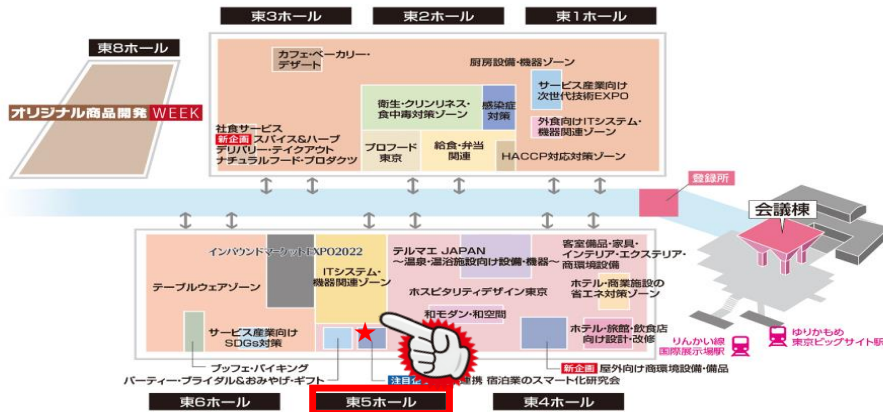 東3ホール
東2ホール
東1ホール
東8ホール
オリジナル商品開発 WEEK
カフェ・ベーカリー・
デザート
厨房設備・機器ゾーン
サービス産業向け
次世代技術EXPO
衛生・クリンリネス・
食中毒対策ゾーン
感染症
対策
外食向けITシステム・
機器関連ゾーン
社食サービス
新企画 スパイス&ハーブ
デリバリー・テイクアウト
ナチュラルフード・プロダクツ
プロフード
東京
給食・弁当
関連
HACCP対応対策ゾーン
登録所
会議棟
インバウンドマーケットEXPO2022
ITシステム・
機器関連ゾーン
テルマエ JAPAN
〜温泉・温浴施設向け設備・機器〜
客室備品・家具・
インテリア・エクステリア・
商環境設備
テーブルウェアゾーン
ホスピタリティデザイン東京
ホテル・商業施設の
省エネ対策ゾーン
和モダン・和空間
サービス産業向け
SDGs対策
ホテル・旅館・飲食店
向け設計・改修
りんかい線
国際展示場駅
ゆりかもめ
東京ビッグサイト駅
ブッフェ・バイキング
新企画 屋外向け商環境設備・備品
パーティー・ブライダル&おみやげ・ギフト
注目企 連携 宿泊業のスマート化研究会
東6ホール
東5ホール
東4ホール